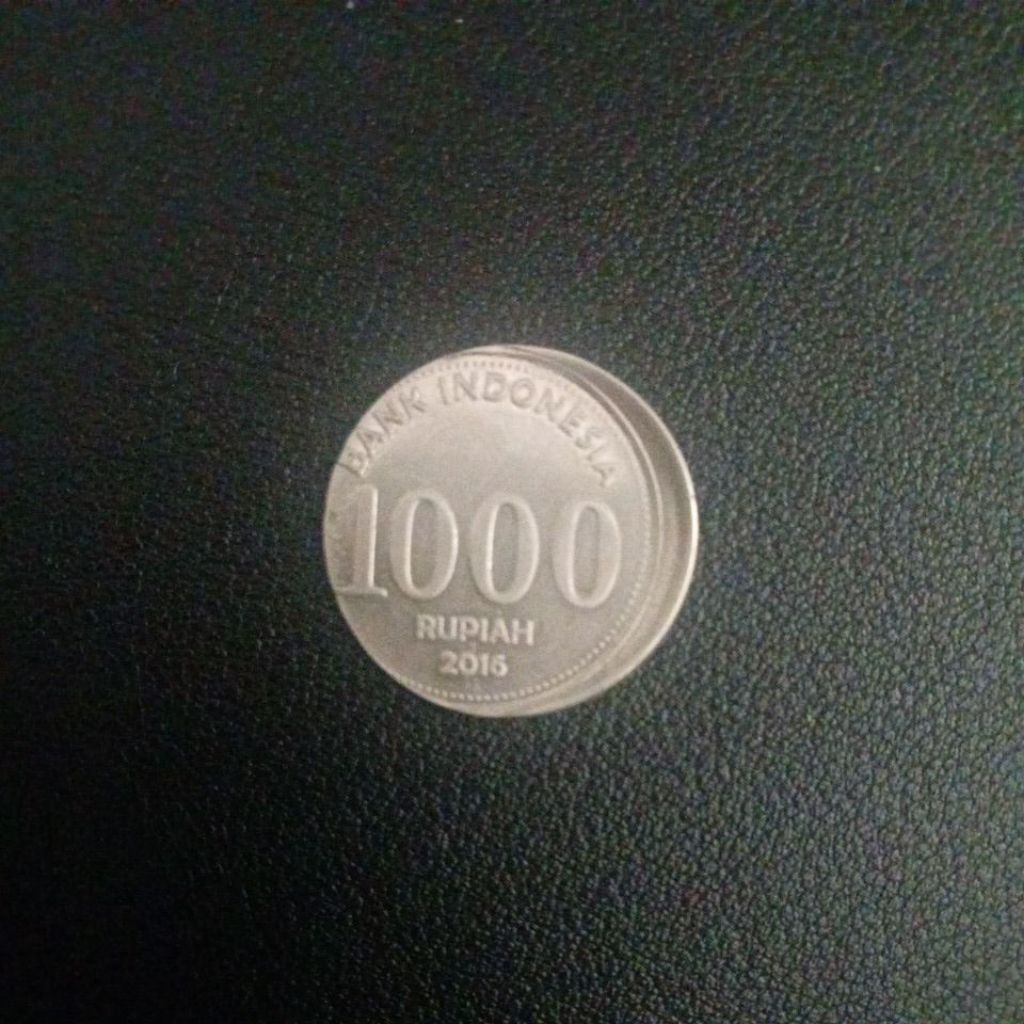 BANK INDONESIA
1000
RUPIAH
2016